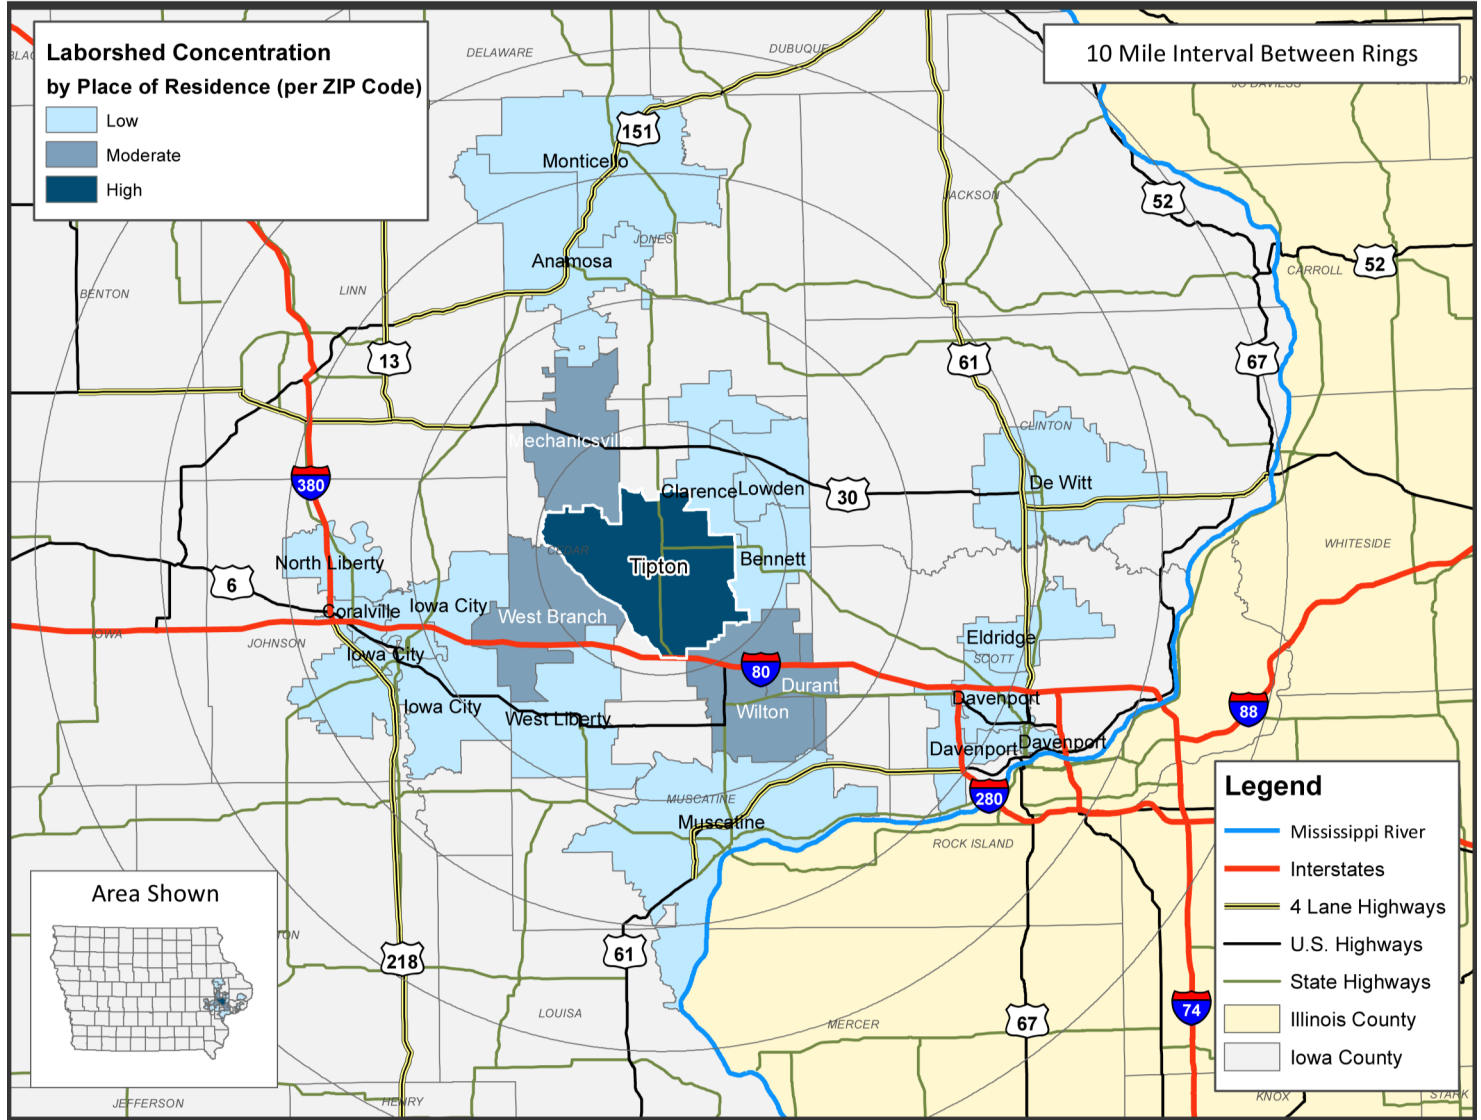 Laborshed Concentration
by Place of Residence (per ZIP Code)
Low
Moderate
High
10 Mile Interval Between Rings
DELAWARE
DUBUQUE
JO DAVIESS
151
Monticello
52
JACKSON
JONES
Anamosa
52
CARROLL
BENTON
LINN
13
61
67
CLINTON
Mechanicsville
380
De Witt
Clarence
Lowden
30
WHITESIDE
CEDAR
Bennett
North Liberty
Tipton
6
Coralville
Iowa City
West Branch
IOWA
JOHNSON
Eldridge
Iowa City
SCOTT
80
Durant
Davenport
Iowa City
West Liberty
Wilton
88
Davenport
Davenport
280
MUSCATINE
Muscatine
ROCK ISLAND
Legend
Mississippi River
Interstates
4 Lane Highways
U.S. Highways
State Highways
Illinois County
Iowa County
Area Shown
218
61
LOUISA
MERCER
67
74
JEFFERSON
HENRY
KNOX
STARK